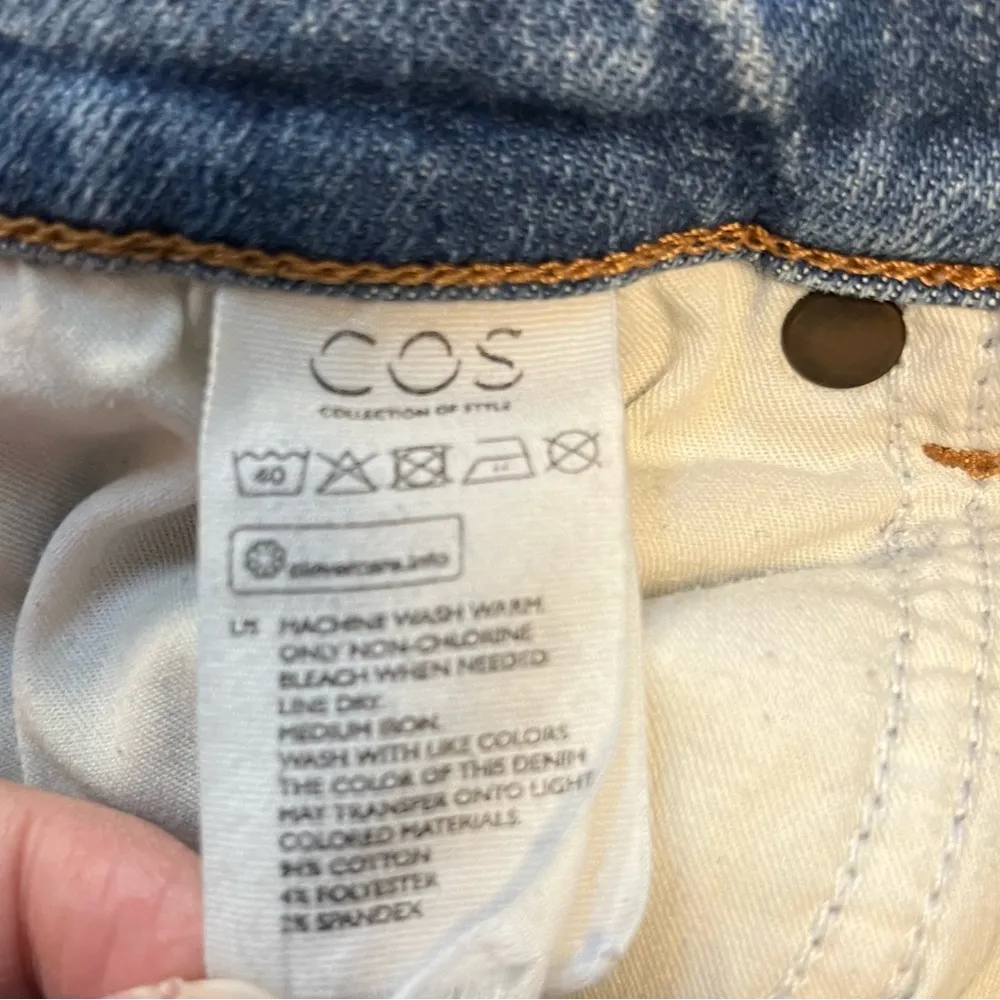 COS
COLLECTION OF STYLE
40
clevercare.info
US MACHINE WASH WARM.
ONLY NON-CHLORINE
BLEACH WHEN NEEDED.
LINE DRY.
MEDIUM IRON.
WASH WITH LIKE COLORS
THE COLOR OF THIS DENIM
MAY TRANSFER ONTO LIGHT
COLORED MATERIALS.
94% COTTON
4% POLYESTER
2% SPANDEX